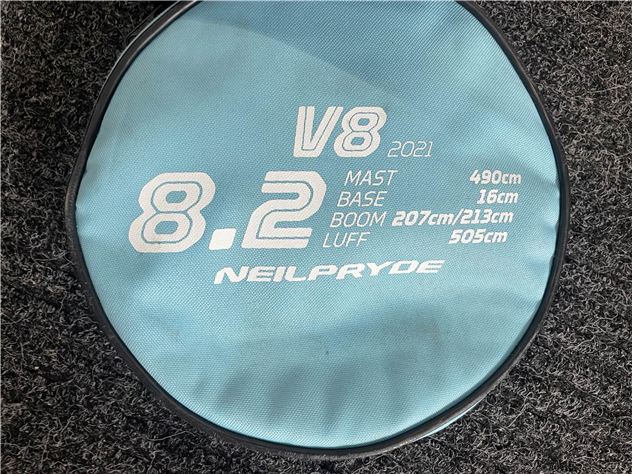 V8 2021
8.2
MAST 490cm
BASE 16cm
BOOM 207cm/213cm
LUFF 505cm
NEILPRYDE